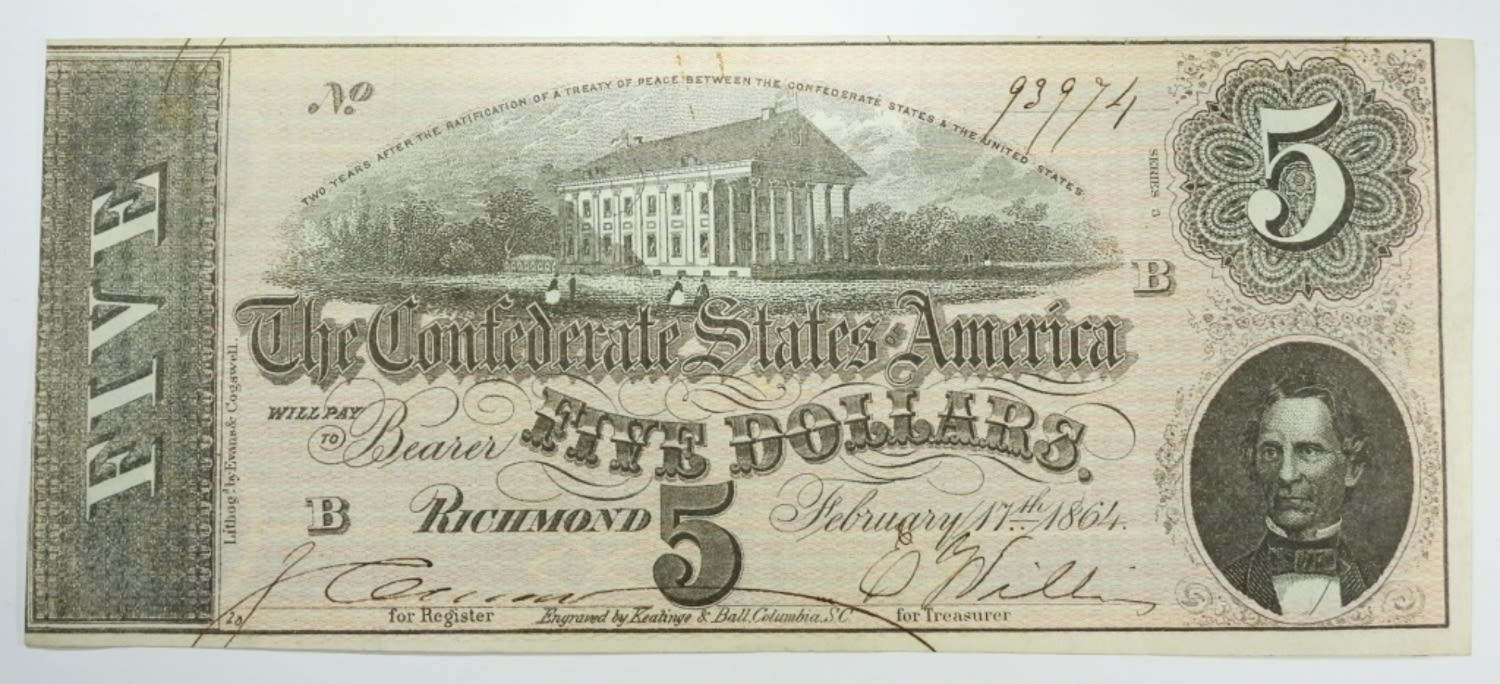 FIVE
Nº
TWO YEARS AFTER THE RATIFICATION OF A TREATY OF PEACE BETWEEN THE CONFEDERATE STATES & THE UNITED STATES
93974
5
SERIES 3
B
The Confederate States OF America
WILL PAY TO Bearer FIVE DOLLARS.
B
RICHMOND 5 February 17th 1864.
Lithog.d by Evans & Cogswell.
for Register
Engraved by Keatinge & Ball, Columbia, S.C.
for Treasurer